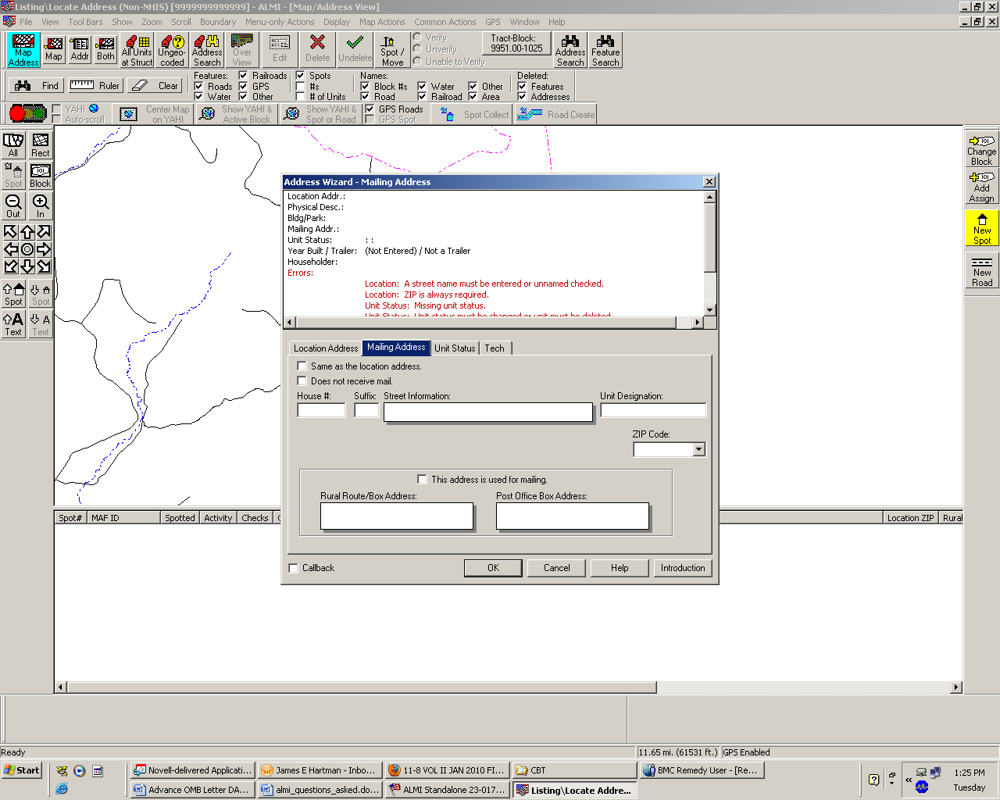 Listing\Locate Address (Non-NHIS) [9999999999999] - ALMI - [Map/Address View]
File View Tool Bars Show Zoom Scroll Boundary Menu-only Actions Display Map Actions Common Actions GPS Window Help
Map Address
Map
Addr
Both
All Units at Struct
Ungeo-coded
Address Search
Over View
Edit
Delete
Undelete
Spot / Move
Verify
Unverify
Unable to Verify
Tract-Block:
9951.00-1025
Address Search
Feature Search
Find
Ruler
Clear
Features: Railroads Spots Names: Deleted:
Roads GPS #s Block #s Water Other Features
Water Other # of Units Road Railroad Area Addresses
YAHI
Auto-scroll
Center Map on YAHI
Show YAHI & Active Block
Show YAHI & Spot or Road
GPS Roads
GPS Spot
Spot Collect
Road Create
All Rect
Spot Block
Out In
Spot Spot
Text Text
Change Block
Add Assign
New Spot
New Road
Address Wizard - Mailing Address
Location Addr.:
Physical Desc.:
Bldg/Park:
Mailing Addr.:
Unit Status: : :
Year Built / Trailer: (Not Entered) / Not a Trailer
Householder:
Errors:
Location: A street name must be entered or unnamed checked.
Location: ZIP is always required.
Unit Status: Missing unit status.
Unit Status: Unit status must be changed or unit must be deleted
Location Address Mailing Address Unit Status Tech
Same as the location address.
Does not receive mail.
House #: Suffix: Street Information: Unit Designation:
ZIP Code:
This address is used for mailing.
Rural Route/Box Address: Post Office Box Address:
Callback OK Cancel Help Introduction
Spot# MAF ID Spotted Activity Checks Location ZIP Rural
Ready 11.65 mi. (61531 ft.) GPS Enabled
Start
Novell-delivered Applicati...
James E Hartman - Inbo...
11-8 VOL II JAN 2010 FI...
CBT
BMC Remedy User - [Re...
1:25 PM
Advance OMB Letter DA...
almi_questions_asked.do...
ALMI Standalone 23-017...
Listing\Locate Addre...
Tuesday